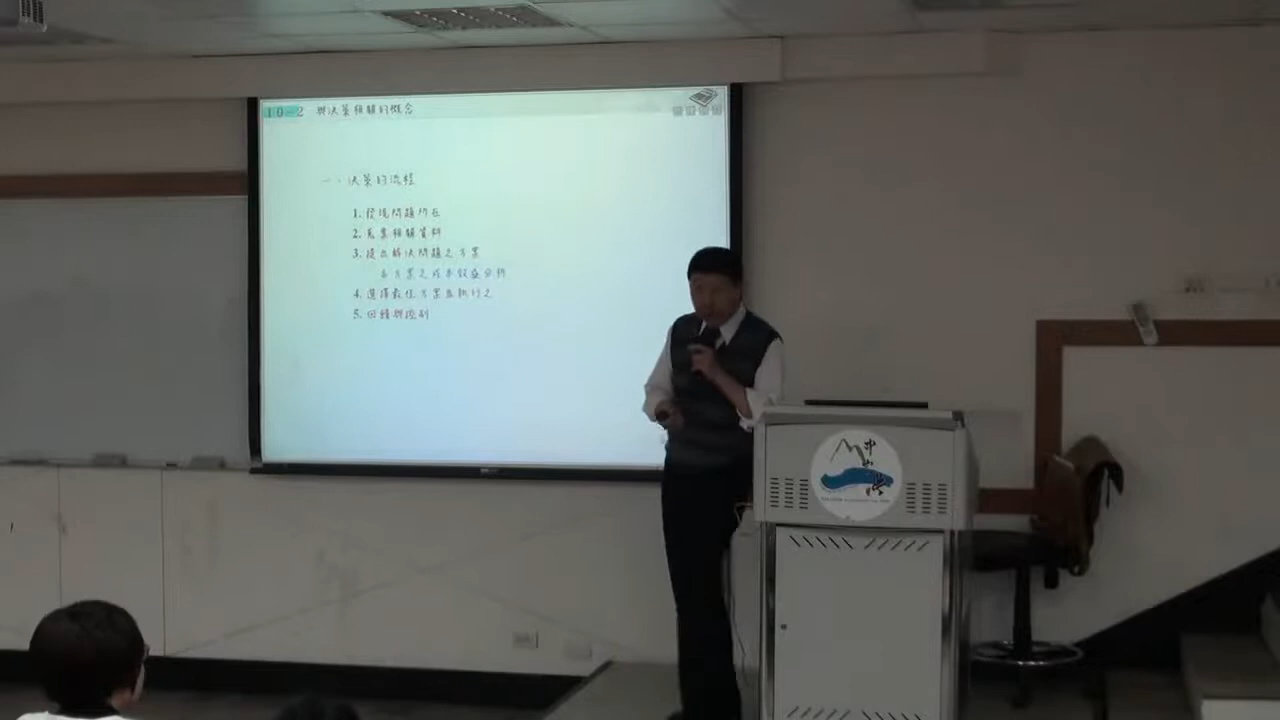 10-2 與決策相關的概念
一、決策的流程
1. 發現問題所在
2. 蒐集相關資料
3. 提出解決問題之方案
各方案之成本效益分析
4. 選擇最佳方案並執行之
5. 回饋與控制
中山